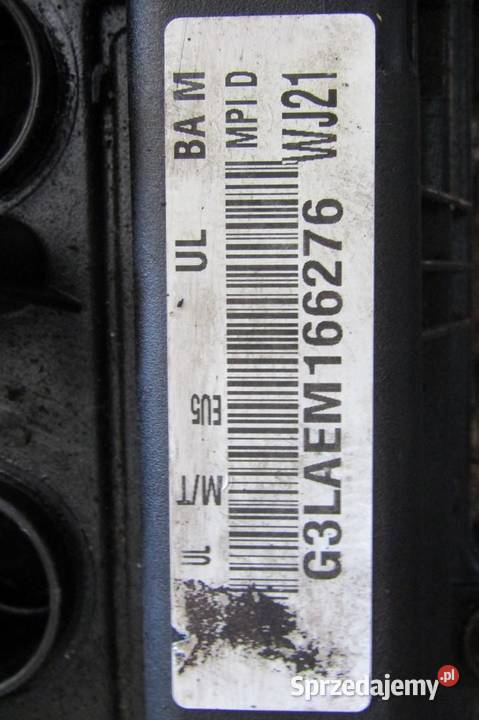 UL M/T EU5 UL BA M
MPI D
G3LAEM166276 WJ21
Sprzedajemy.pl